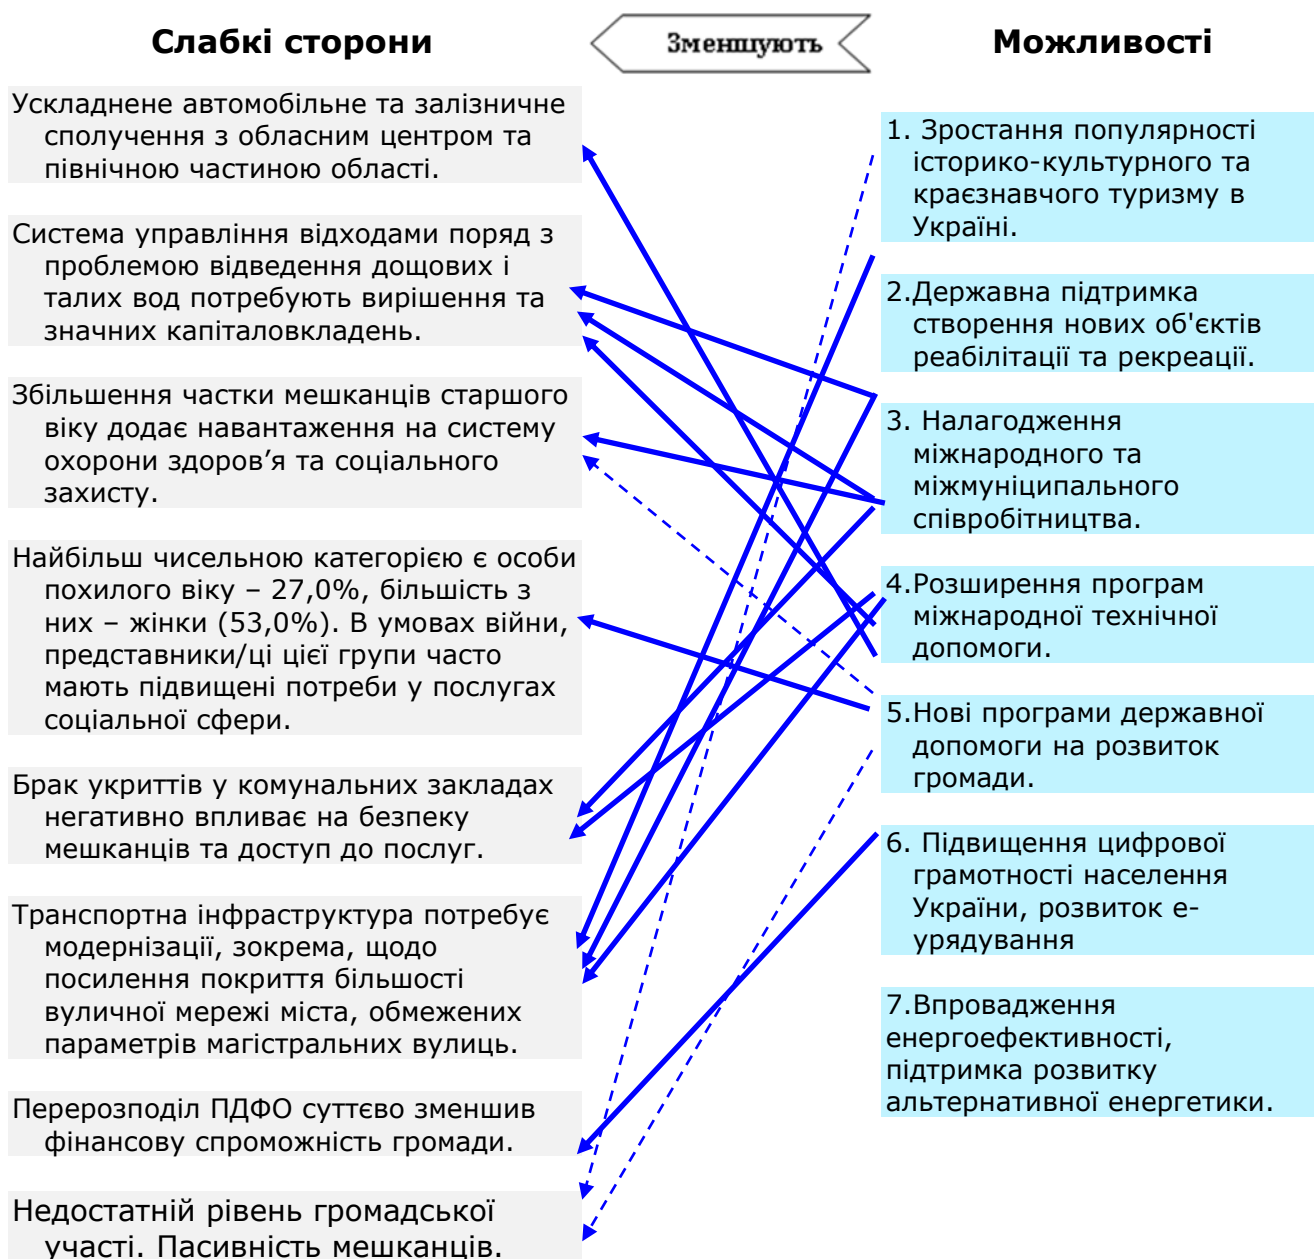 Слабкі сторони
Зменшують
Можливості
Ускладнене автомобільне та залізничне
сполучення з обласним центром та
північною частиною області.
Система управління відходами поряд з
проблемою відведення дощових і
талих вод потребують вирішення та
значних капіталовкладень.
Збільшення частки мешканців старшого
віку додає навантаження на систему
охорони здоров’я та соціального
захисту.
Найбільш чисельною категорією є особи
похилого віку – 27,0%, більшість з
них – жінки (53,0%). В умовах війни,
представники/ці цієї групи часто
мають підвищені потреби у послугах
соціальної сфери.
Брак укриттів у комунальних закладах
негативно впливає на безпеку
мешканців та доступ до послуг.
Транспортна інфраструктура потребує
модернізації, зокрема, щодо
посилення покриття більшості
вуличної мережі міста, обмежених
параметрів магістральних вулиць.
Перерозподіл ПДФО суттєво зменшив
фінансову спроможність громади.
Недостатній рівень громадської
участі. Пасивність мешканців.
1. Зростання популярності
історико-культурного та
краєзнавчого туризму в
Україні.
2.Державна підтримка
створення нових об'єктів
реабілітації та рекреації.
3. Налагодження
міжнародного та
міжмуніципального
співробітництва.
4.Розширення програм
міжнародної технічної
допомоги.
5.Нові програми державної
допомоги на розвиток
громади.
6. Підвищення цифрової
грамотності населення
України, розвиток е-
урядування
7.Впровадження
енергоефективності,
підтримка розвитку
альтернативної енергетики.